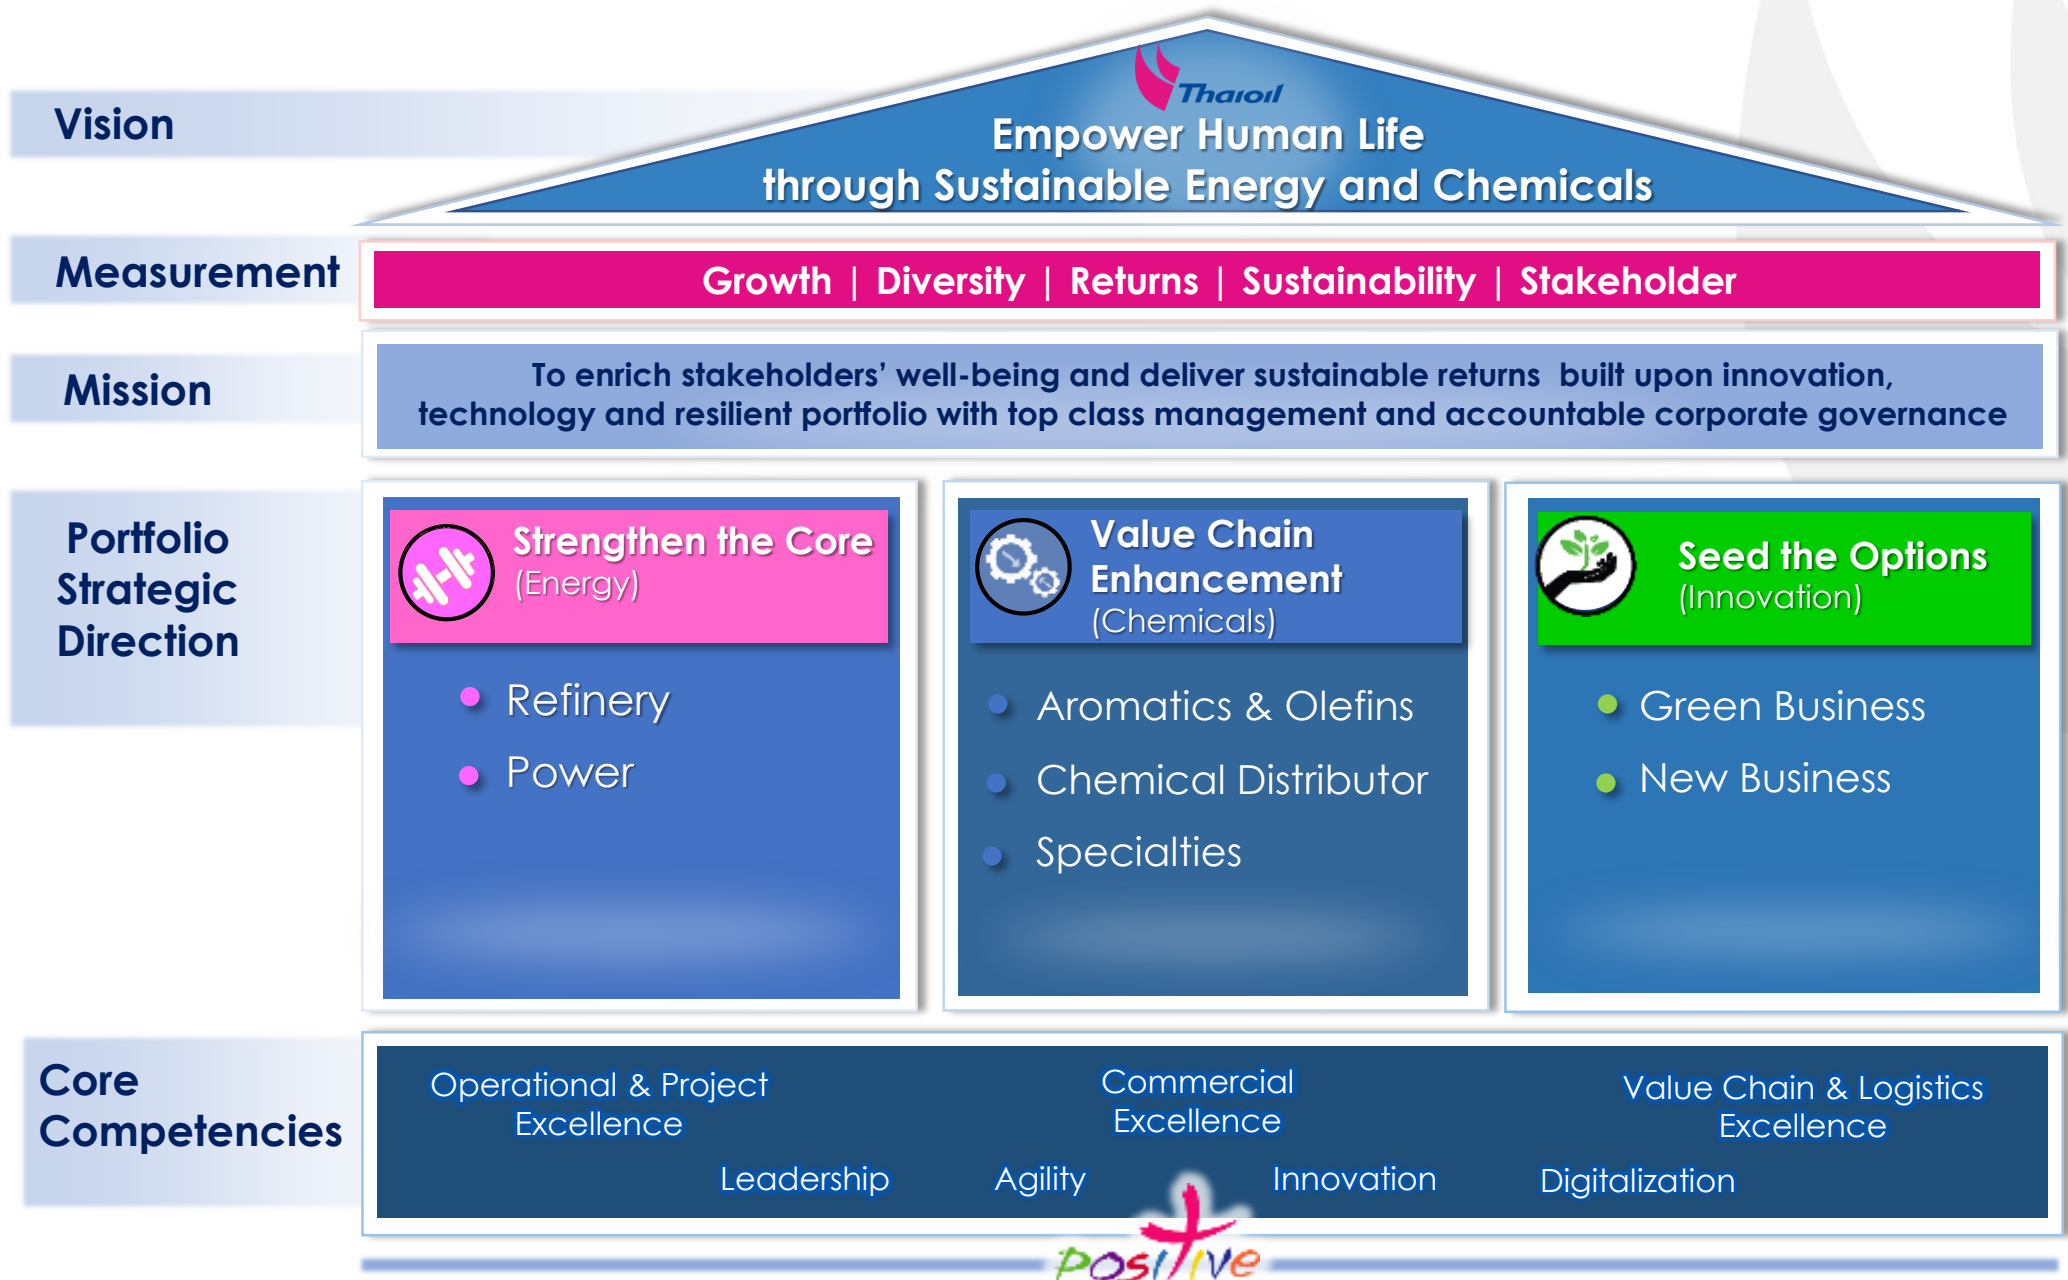 Thaioil
Vision
Empower Human Life
through Sustainable Energy and Chemicals
Measurement
Growth | Diversity | Returns | Sustainability | Stakeholder
Mission
To enrich stakeholders’ well-being and deliver sustainable returns built upon innovation,
technology and resilient portfolio with top class management and accountable corporate governance
Portfolio
Strategic
Direction
Strengthen the Core
(Energy)
• Refinery
• Power
Value Chain
Enhancement
(Chemicals)
• Aromatics & Olefins
• Chemical Distributor
• Specialties
Seed the Options
(Innovation)
• Green Business
• New Business
Core
Competencies
Operational & Project
Excellence
Commercial
Excellence
Value Chain & Logistics
Excellence
Leadership
Agility
Innovation
Digitalization
POSITIVE